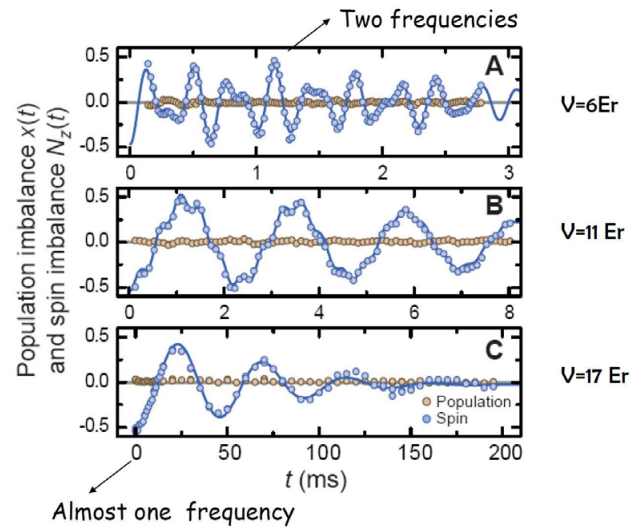 Two frequencies
Population imbalance x(t)
and spin imbalance N_z(t)
0.5
0.0
-0.5
A
0
1
2
3
V=6Er
0.5
0.0
-0.5
B
0
2
4
6
8
V=11 Er
0.5
0.0
-0.5
C
Population
Spin
0
50
100
150
200
V=17 Er
t (ms)
Almost one frequency